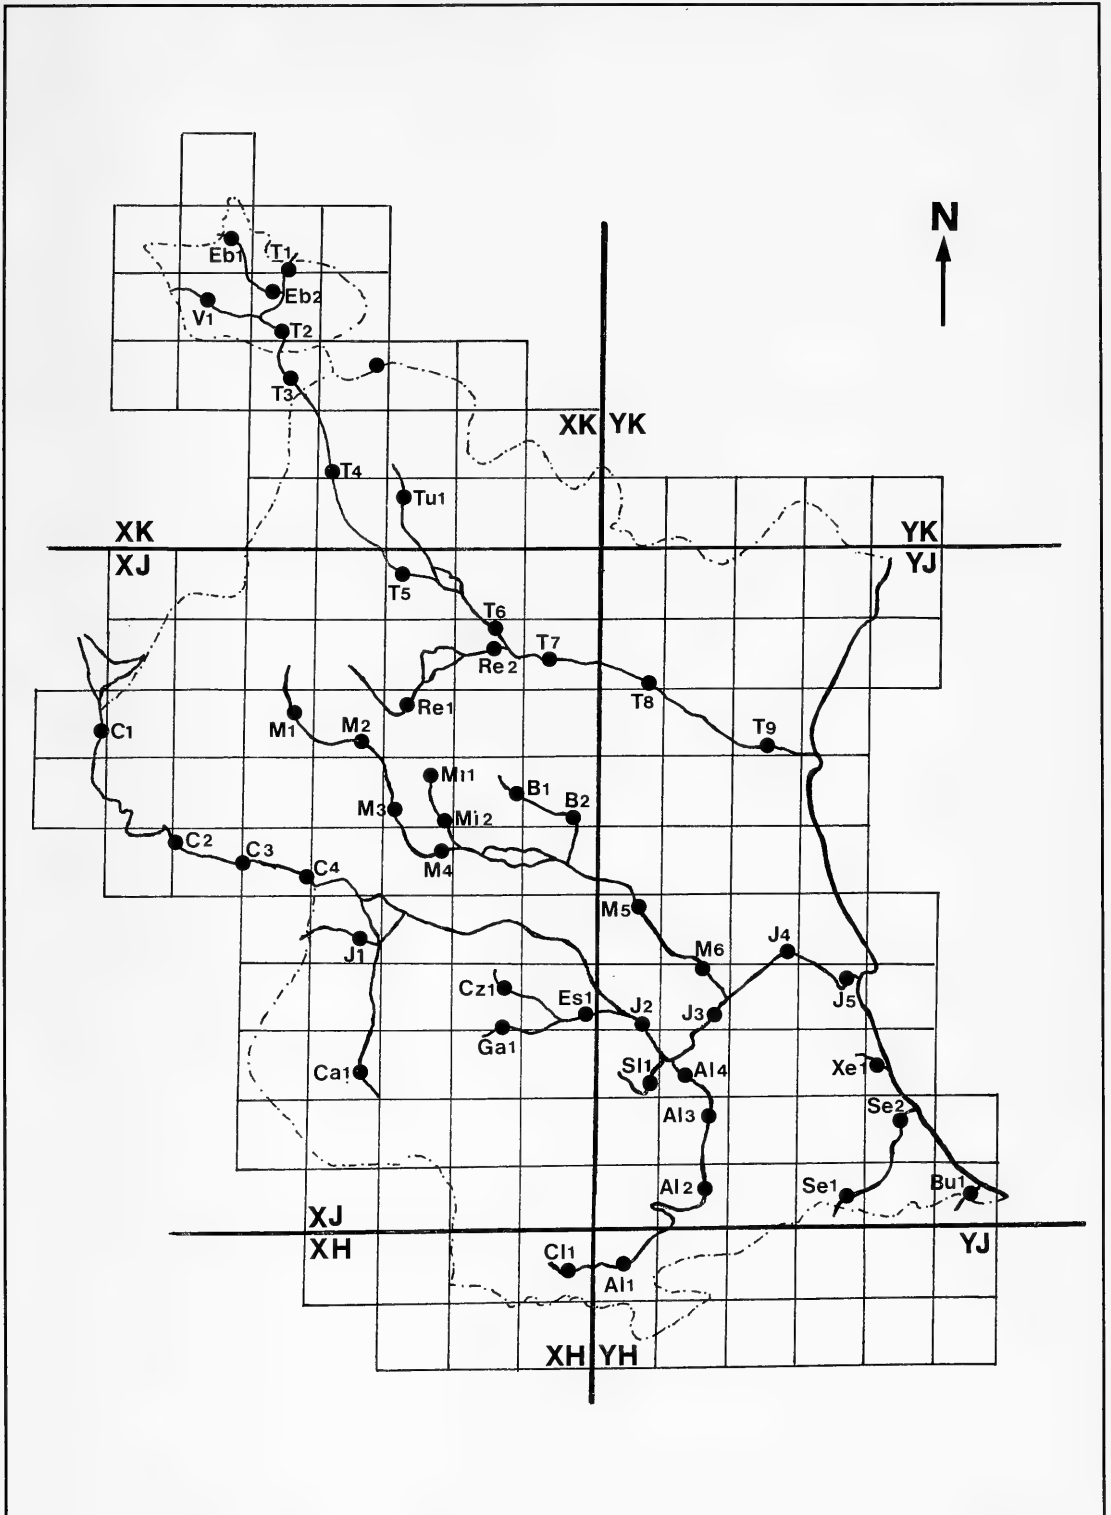 N
Eb1
T1
Eb2
V1
T2
T3
XK YK
T4
Tu1
XK
YK
XJ
YJ
T5
T6
T7
Re2
T8
Re1
M1
M2
T9
C1
Mi1
B1
B2
M3
Mi2
C2
C3
C4
M4
M5
J1
M6
J4
Cz1
Es1
J2
J3
J5
Ga1
Ca1
Sl1
Al4
Xe1
Al3
Se2
Al2
Se1
Bu1
XJ
XH
YJ
Cl1
Al1
XH YH